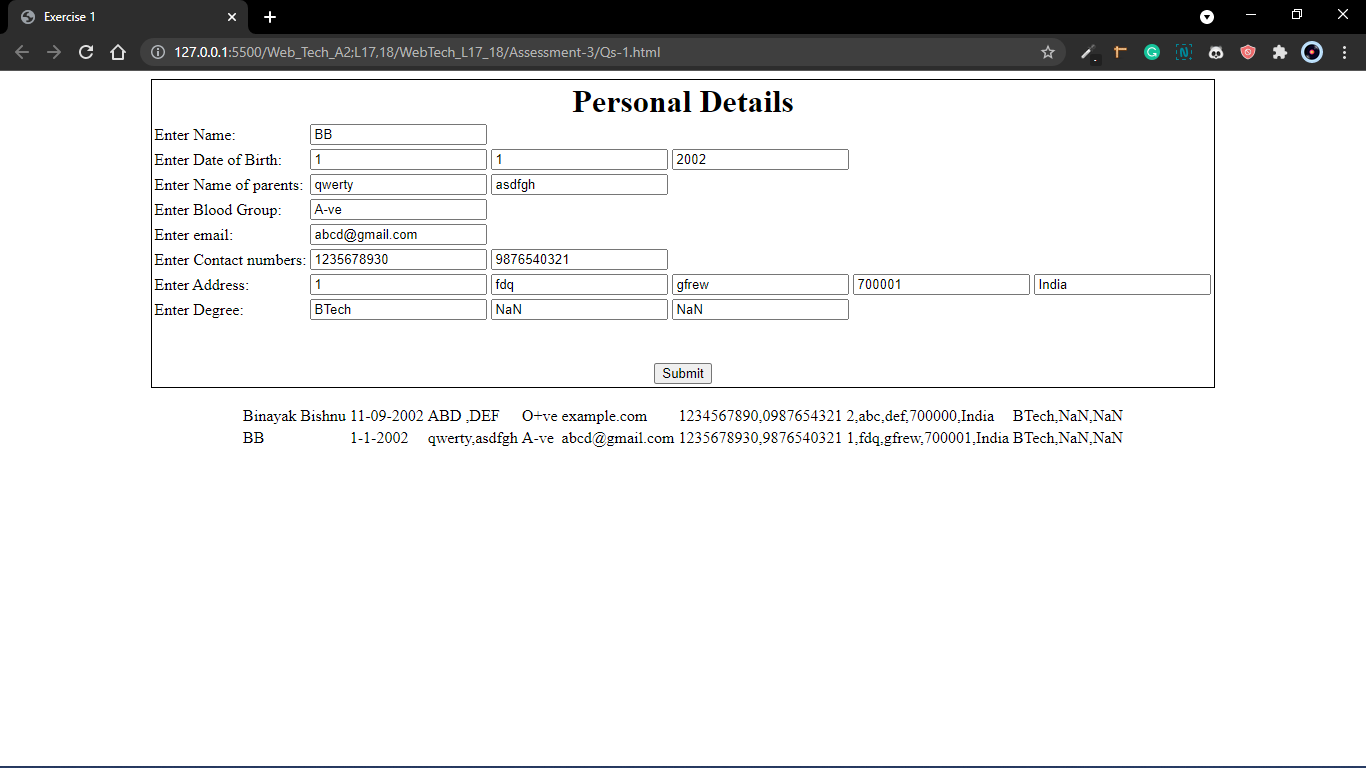 Exercise 1
127.0.0.1:5500/Web_Tech_A2;L17,18/WebTech_L17_18/Assessment-3/Qs-1.html
Personal Details
Enter Name: BB
Enter Date of Birth: 1 1 2002
Enter Name of parents: qwerty asdfgh
Enter Blood Group: A-ve
Enter email: abcd@gmail.com
Enter Contact numbers: 1235678930 9876540321
Enter Address: 1 fdq gfrew 700001 India
Enter Degree: BTech NaN NaN
Submit
Binayak Bishnu 11-09-2002 ABD ,DEF O+ve example.com 1234567890,0987654321 2,abc,def,700000,India BTech,NaN,NaN
BB 1-1-2002 qwerty,asdfgh A-ve abcd@gmail.com 1235678930,9876540321 1,fdq,gfrew,700001,India BTech,NaN,NaN